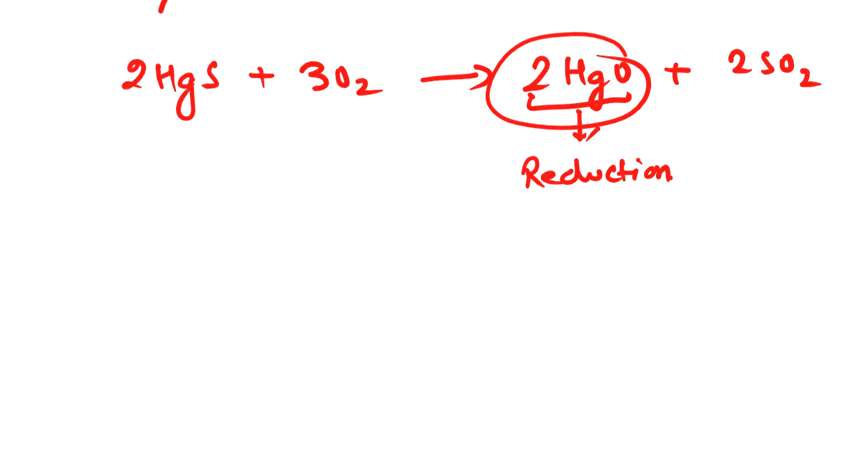 2HgS + 3O₂ ⟶ 2HgO + 2SO₂
↓
Reduction